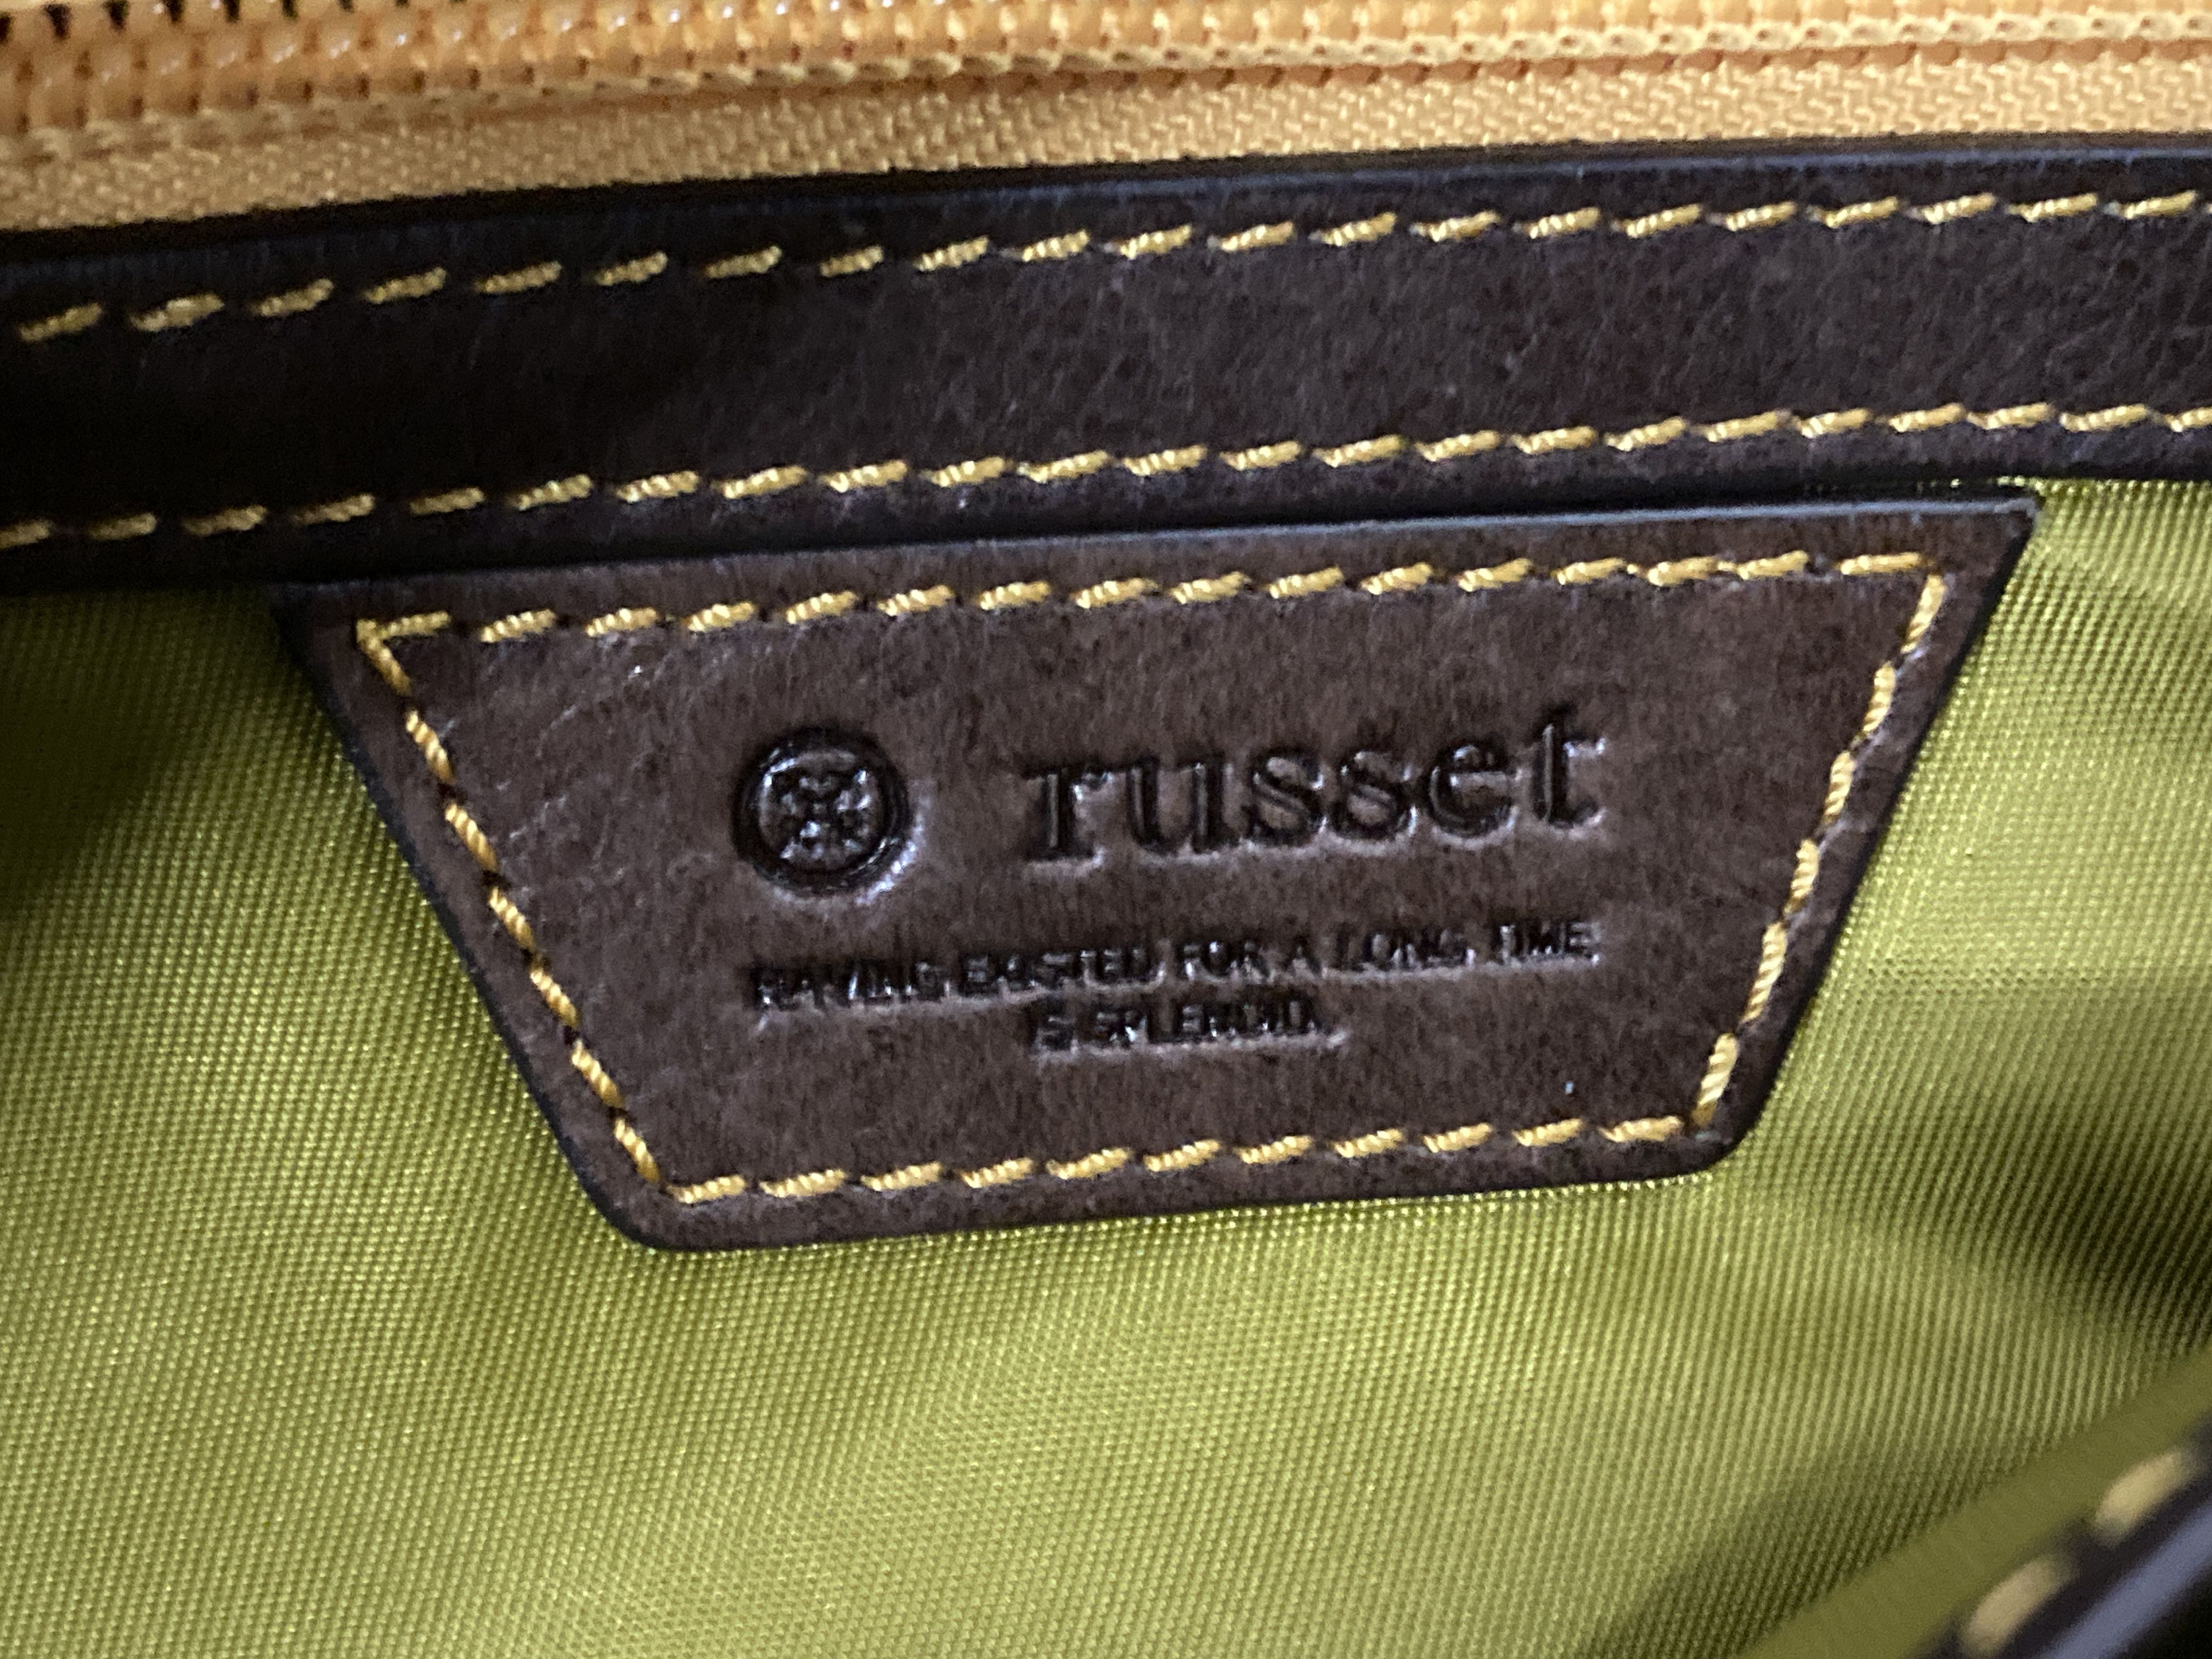 russet
HAVING EXISTED FOR A LONG TIME
IS SPLENDID.